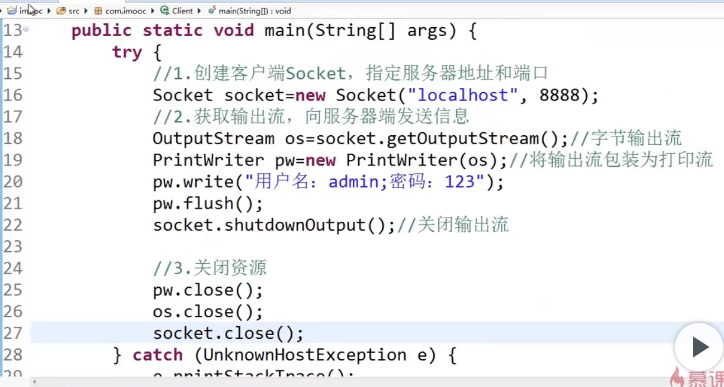 imooc src com.imooc Client main(String[]) : void
13 public static void main(String[] args) {
14 try {
15 //1.创建客户端Socket，指定服务器地址和端口
16 Socket socket=new Socket("localhost", 8888);
17 //2.获取输出流，向服务器端发送信息
18 OutputStream os=socket.getOutputStream();//字节输出流
19 PrintWriter pw=new PrintWriter(os);//将输出流包装为打印流
20 pw.write("用户名：admin;密码：123");
21 pw.flush();
22 socket.shutdownOutput();//关闭输出流
23
24 //3.关闭资源
25 pw.close();
26 os.close();
27 socket.close();
28 } catch (UnknownHostException e) {
29 e.printStackTrace();
慕课